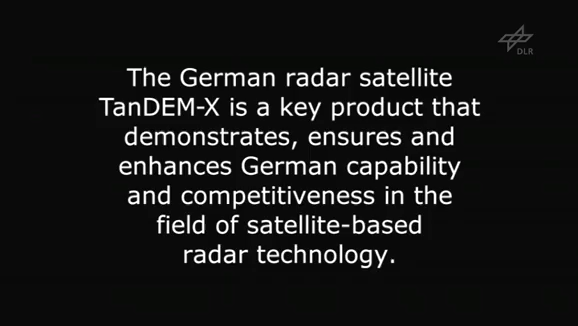 DLR
The German radar satellite
TanDEM-X is a key product that
demonstrates, ensures and
enhances German capability
and competitiveness in the
field of satellite-based
radar technology.